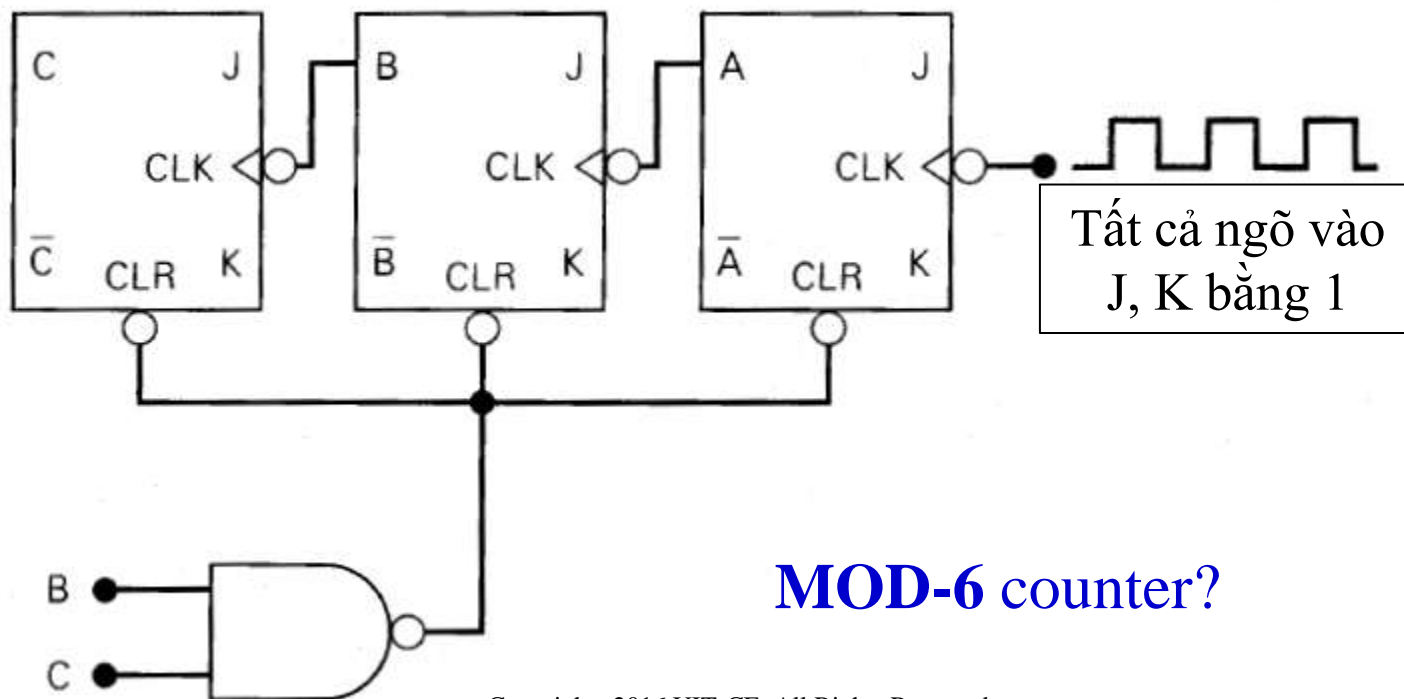 C J B J A J
CLK CLK CLK
C̅ CLR K B̅ CLR K A̅ CLR K
Tất cả ngõ vào
J, K bằng 1
B
MOD-6 counter?
C